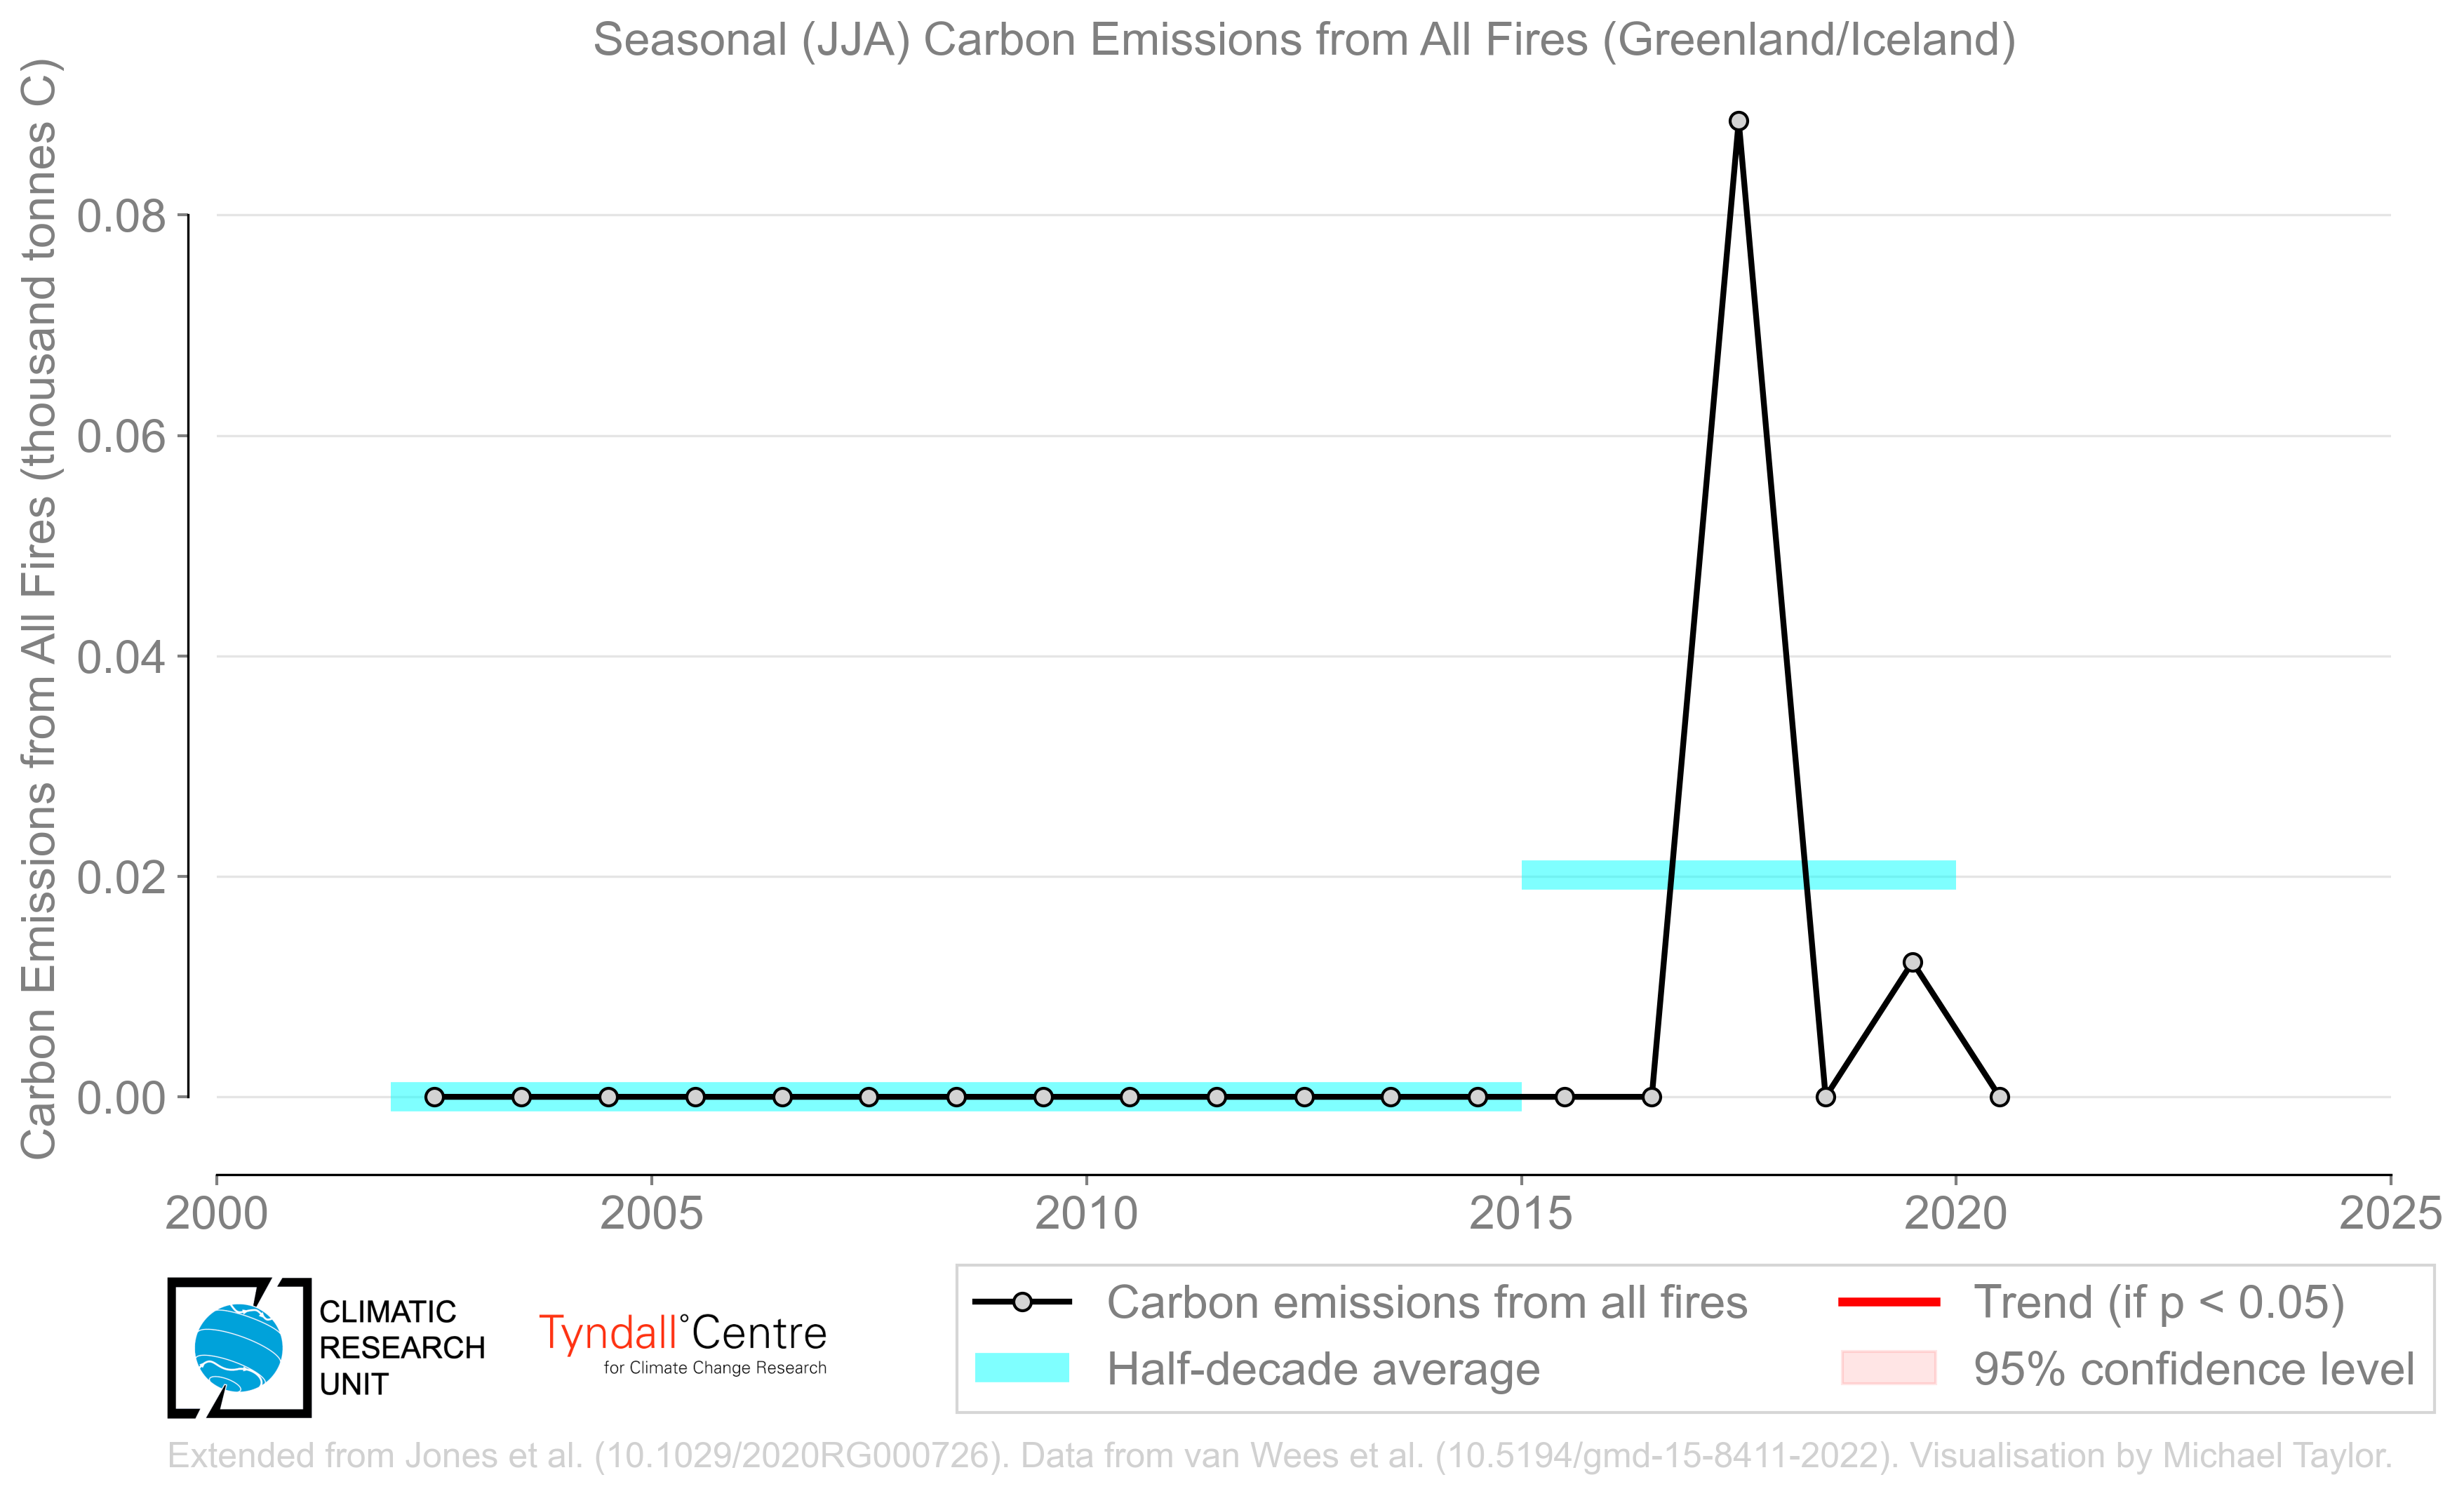 Seasonal (JJA) Carbon Emissions from All Fires (Greenland/Iceland)
Carbon Emissions from All Fires (thousand tonnes C)
0.08
0.06
0.04
0.02
0.00
2000 2005 2010 2015 2020 2025
CLIMATIC
RESEARCH
UNIT
Tyndall°Centre
for Climate Change Research
Carbon emissions from all fires
Half-decade average
Trend (if p < 0.05)
95% confidence level
Extended from Jones et al. (10.1029/2020RG000726). Data from van Wees et al. (10.5194/gmd-15-8411-2022). Visualisation by Michael Taylor.